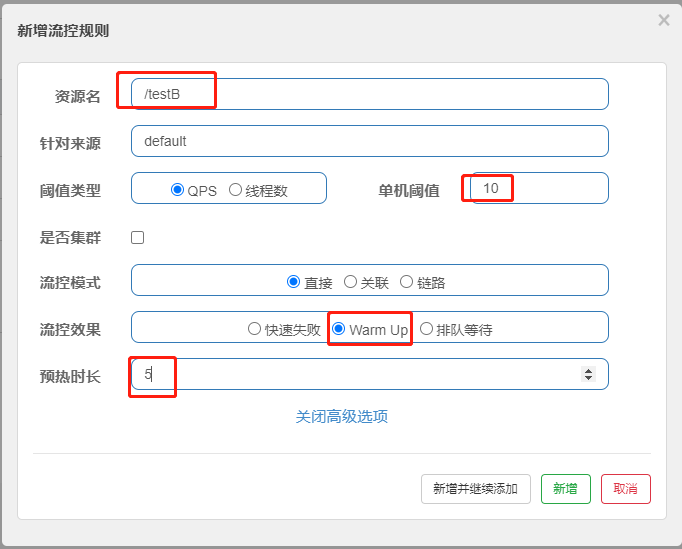 新增流控规则
×
资源名 /testB
针对来源 default
阈值类型 QPS 线程数 单机阈值 10
是否集群
流控模式 直接 关联 链路
流控效果 快速失败 Warm Up 排队等待
预热时长 5
关闭高级选项
新增并继续添加 新增 取消